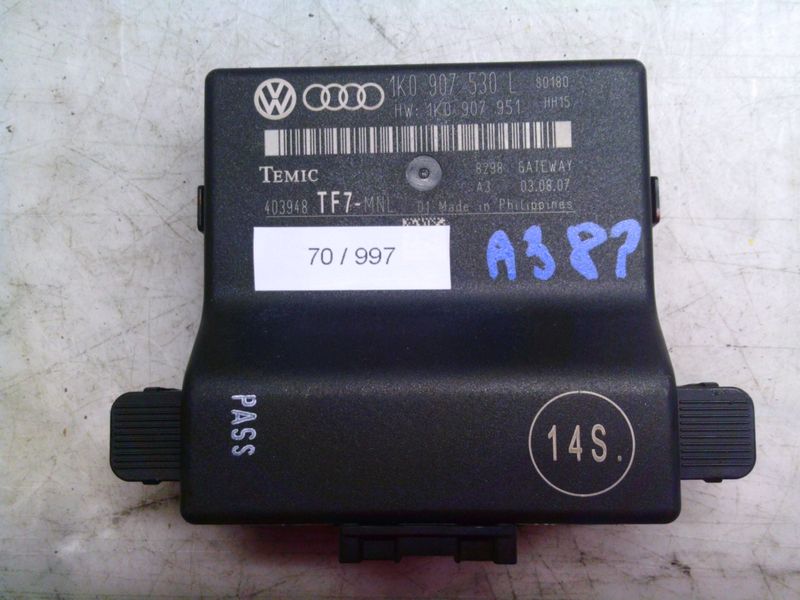 1K0 907 530 L 80180
HW: 1K0 907 951 HH15
TEMIC
8298 GATEWAY
A3 03.08.07
403948 TF7-MNL 01 Made in Philippines
70 / 997
A387
PASS
14S.